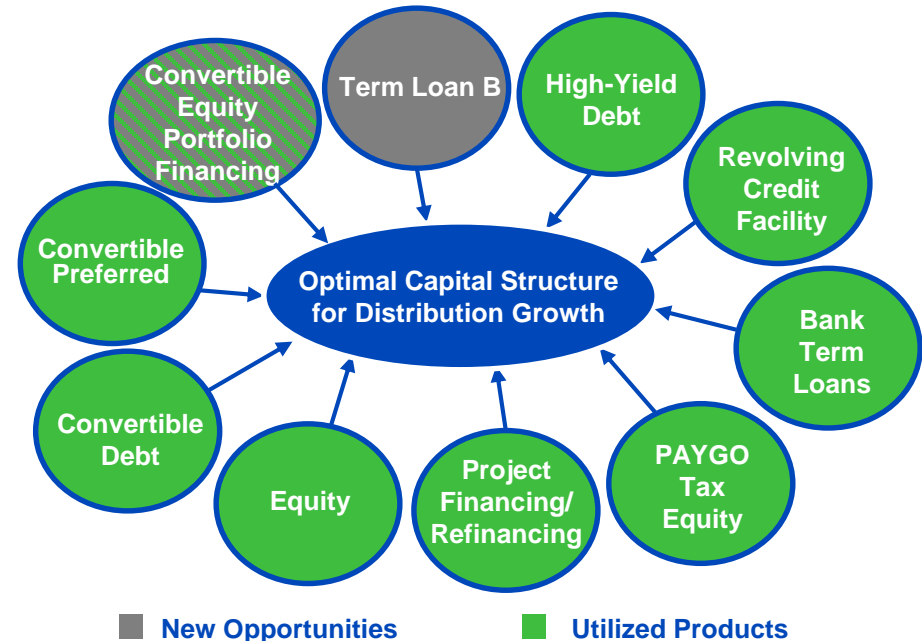 Convertible
Equity
Portfolio
Financing
Term Loan B
High-Yield
Debt
Revolving
Credit
Facility
Convertible
Preferred
Optimal Capital Structure
for Distribution Growth
Bank
Term
Loans
Convertible
Debt
Equity
Project
Financing/
Refinancing
PAYGO
Tax
Equity
New Opportunities
Utilized Products